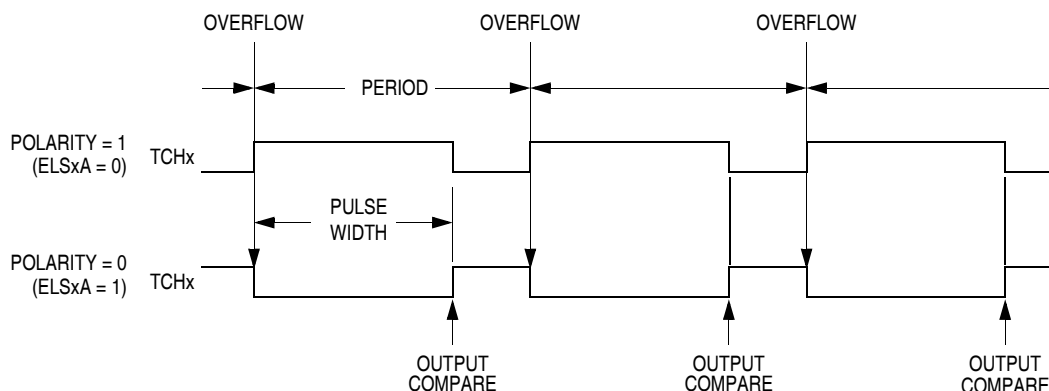 OVERFLOW OVERFLOW OVERFLOW
PERIOD
POLARITY = 1
(ELSxA = 0)
TCHx
PULSE
WIDTH
POLARITY = 0
(ELSxA = 1)
TCHx
OUTPUT
COMPARE
OUTPUT
COMPARE
OUTPUT
COMPARE